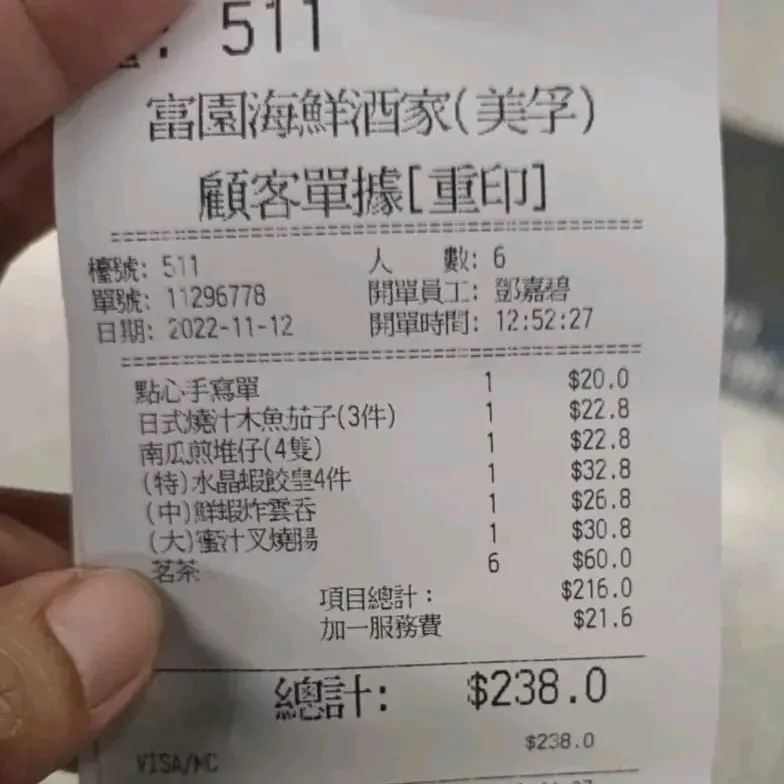 : 511
富園海鮮酒家(美孚)
顧客單據[重印]
檯號: 511 人 數: 6
單號: 11296778 開單員工: 鄧嘉碧
日期: 2022-11-12 開單時間: 12:52:27
點心手寫單 1 $20.0
日式燒汁木魚茄子(3件) 1 $22.8
南瓜煎堆仔(4隻) 1 $22.8
(特)水晶蝦餃皇4件 1 $32.8
(中)鮮蝦炸雲吞 1 $26.8
(大)蜜汁叉燒腸 1 $30.8
茗茶 6 $60.0
項目總計: $216.0
加一服務費 $21.6
總計: $238.0
VISA/MC $238.0